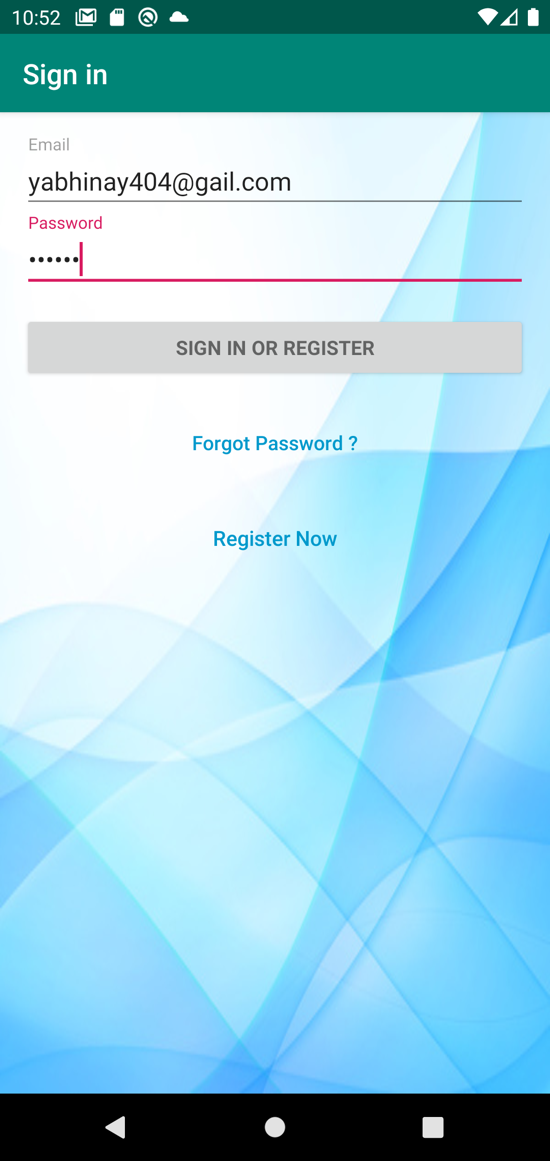 10:52
Sign in
Email
yabhinay404@gail.com
Password
••••••
SIGN IN OR REGISTER
Forgot Password ?
Register Now